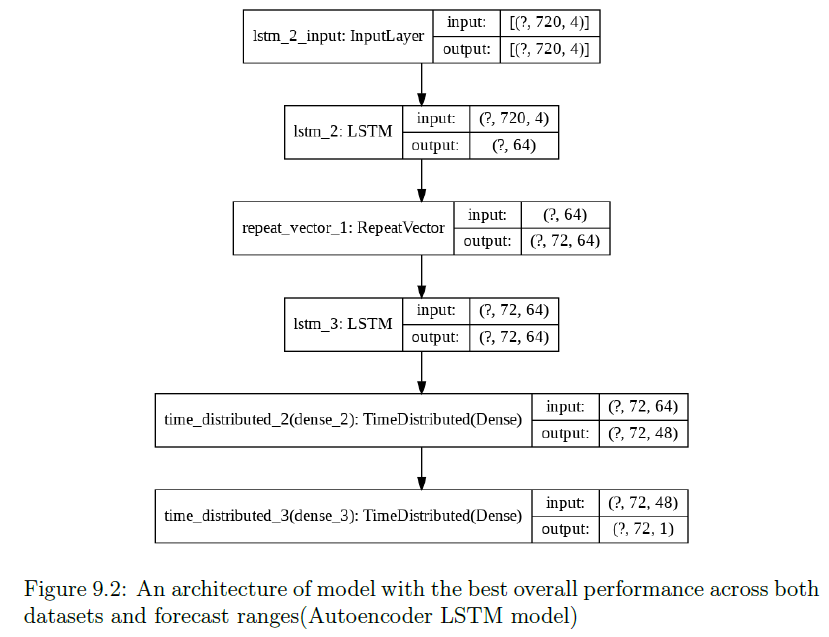 lstm_2_input: InputLayer
input: [(?, 720, 4)]
output: [(?, 720, 4)]
lstm_2: LSTM
input: (?, 720, 4)
output: (?, 64)
repeat_vector_1: RepeatVector
input: (?, 64)
output: (?, 72, 64)
lstm_3: LSTM
input: (?, 72, 64)
output: (?, 72, 64)
time_distributed_2(dense_2): TimeDistributed(Dense)
input: (?, 72, 64)
output: (?, 72, 48)
time_distributed_3(dense_3): TimeDistributed(Dense)
input: (?, 72, 48)
output: (?, 72, 1)
Figure 9.2: An architecture of model with the best overall performance across both
datasets and forecast ranges(Autoencoder LSTM model)